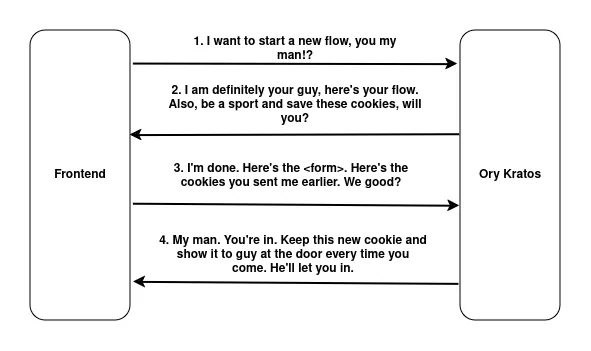 1. I want to start a new flow, you my
man!?
2. I am definitely your guy, here's your flow.
Also, be a sport and save these cookies, will
you?
Frontend
Ory Kratos
3. I'm done. Here's the <form>. Here's the
cookies you sent me earlier. We good?
4. My man. You're in. Keep this new cookie and
show it to guy at the door every time you
come. He'll let you in.